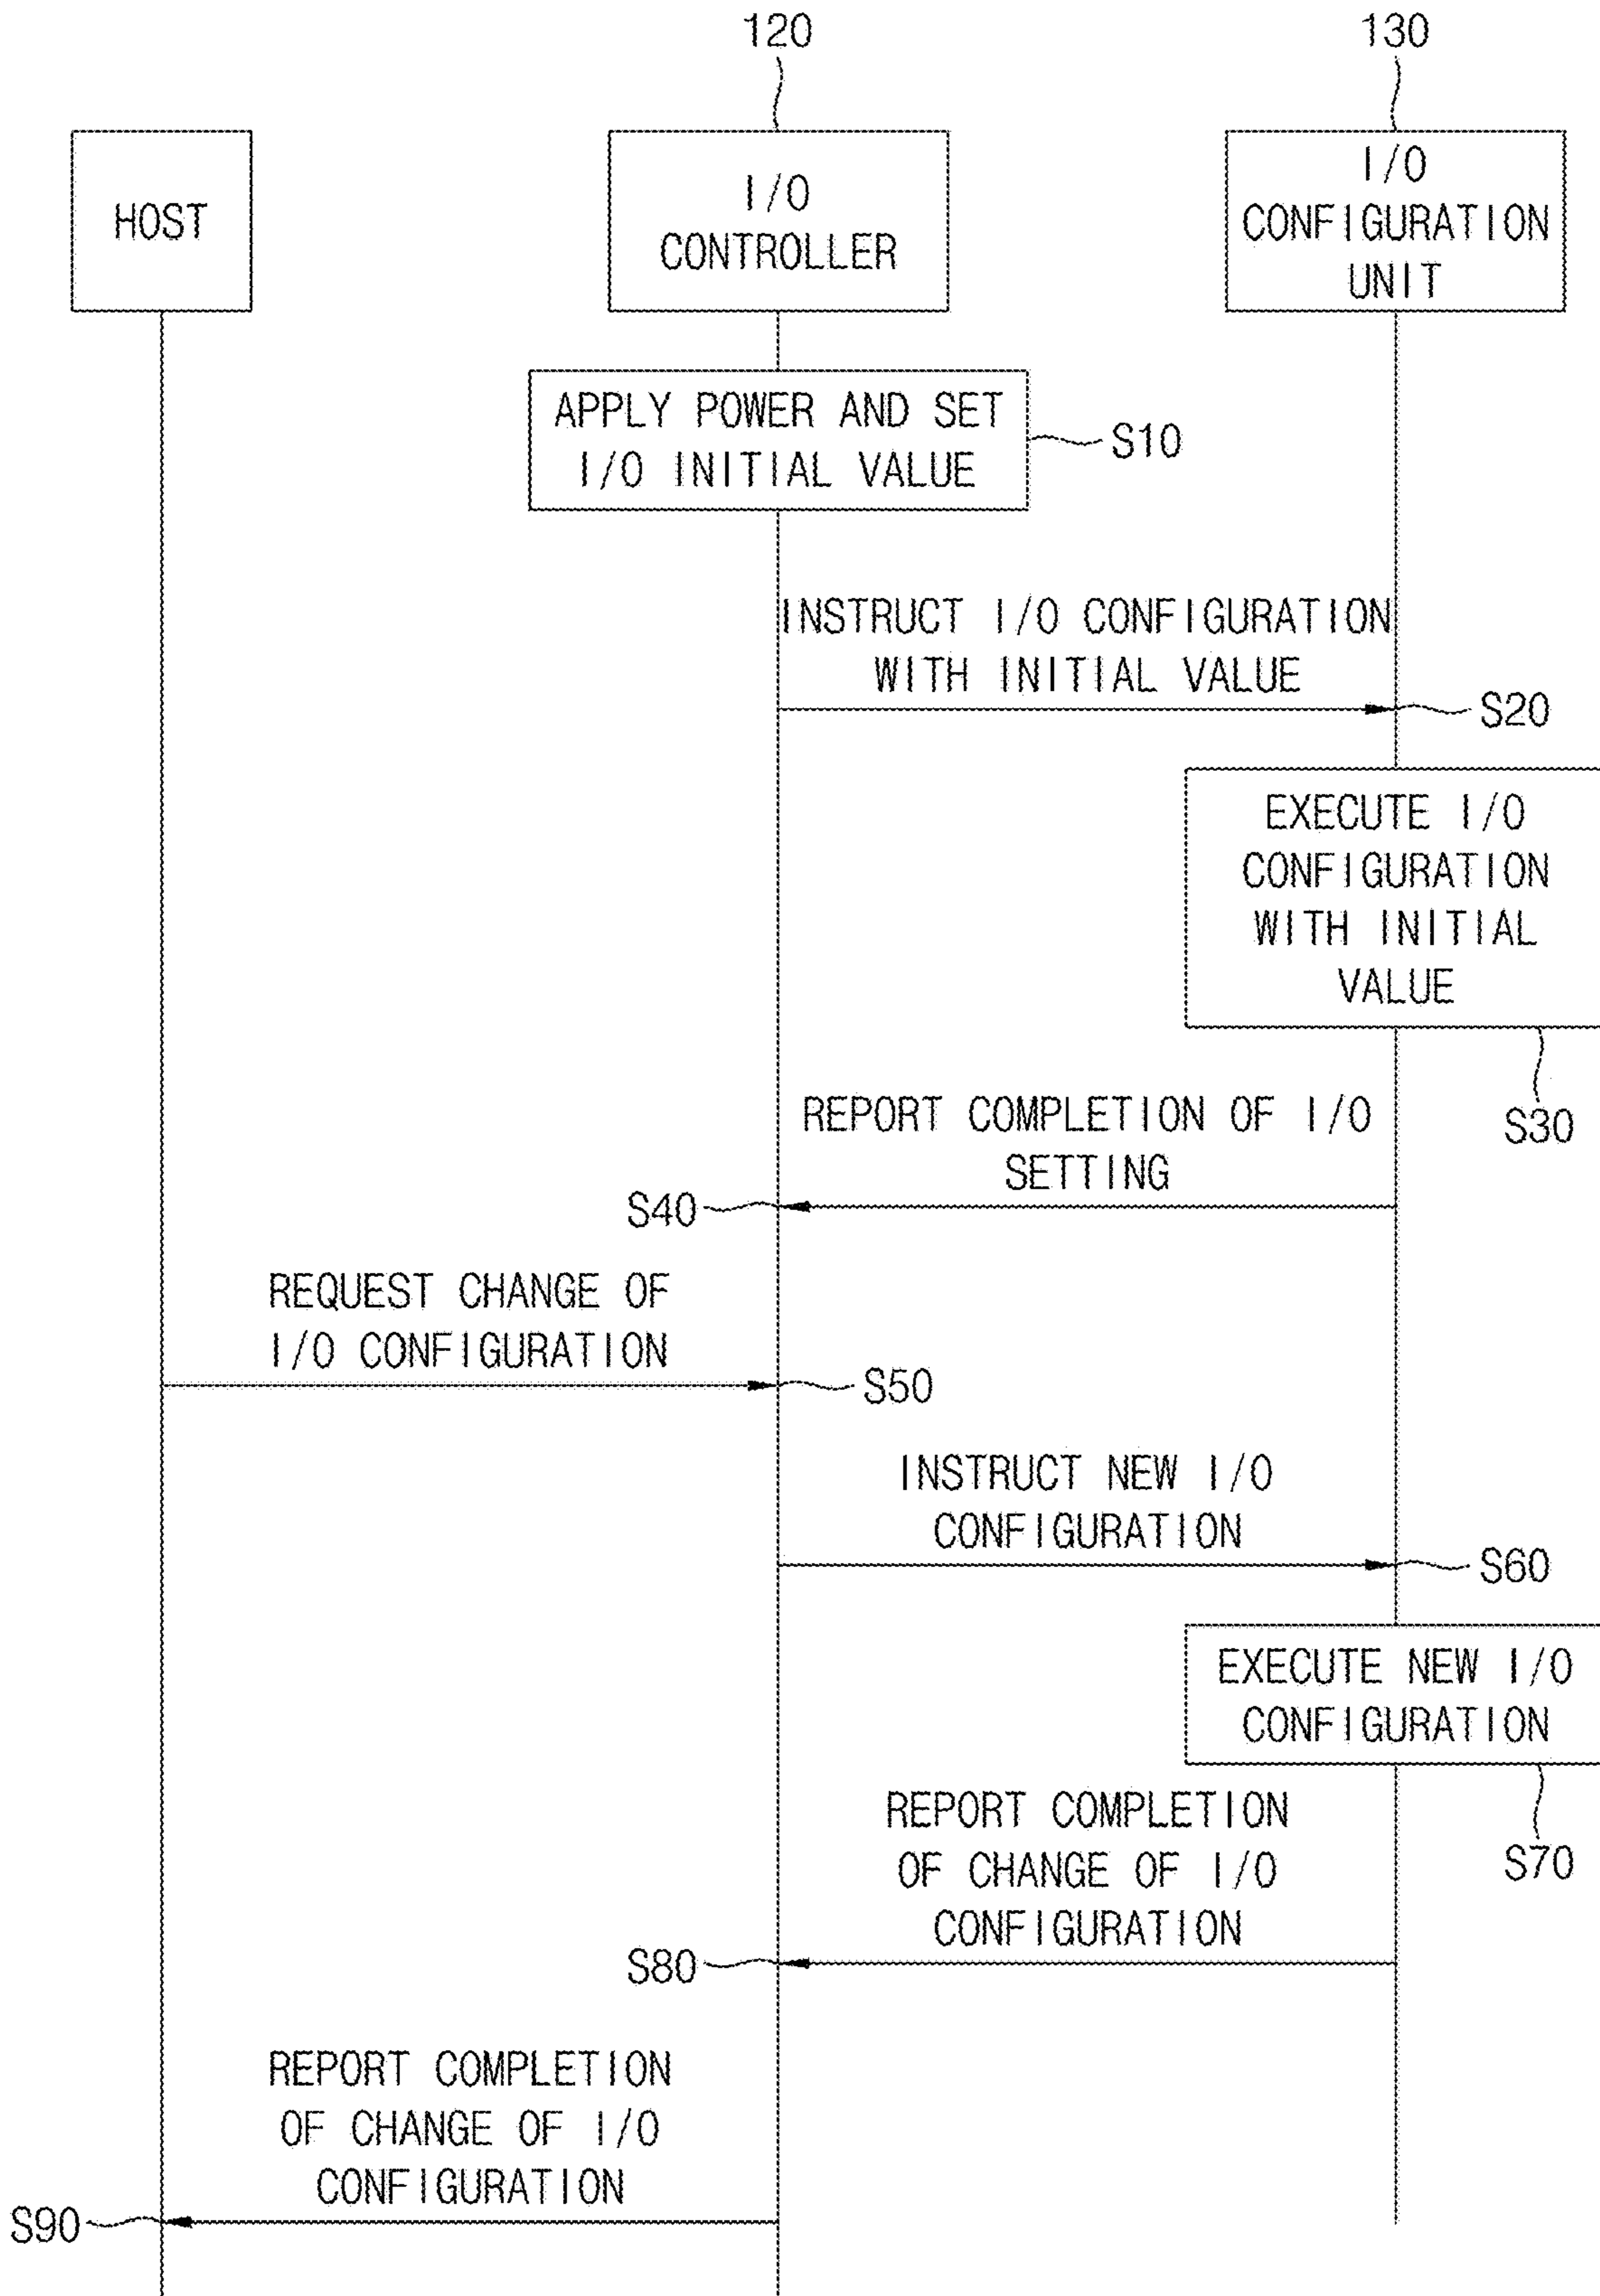 120
130
HOST
I/O
CONTROLLER
I/O
CONFIGURATION
UNIT
APPLY POWER AND SET
I/O INITIAL VALUE
S10
INSTRUCT I/O CONFIGURATION
WITH INITIAL VALUE
S20
EXECUTE I/O
CONFIGURATION
WITH INITIAL
VALUE
S30
REPORT COMPLETION OF I/O
SETTING
S40
REQUEST CHANGE OF
I/O CONFIGURATION
S50
INSTRUCT NEW I/O
CONFIGURATION
S60
EXECUTE NEW I/O
CONFIGURATION
S70
REPORT COMPLETION
OF CHANGE OF I/O
CONFIGURATION
S80
REPORT COMPLETION
OF CHANGE OF I/O
CONFIGURATION
S90